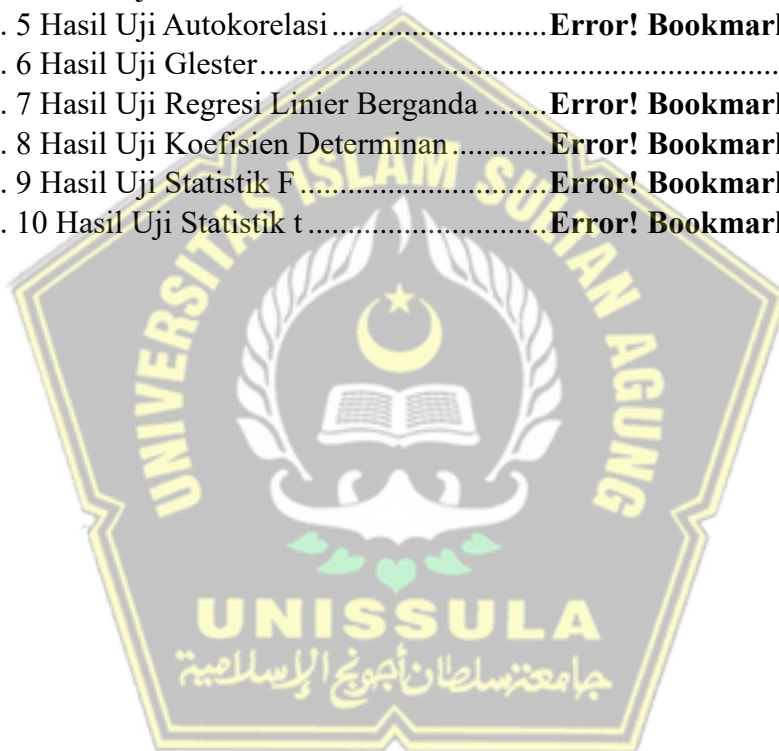 . 5 Hasil Uji Autokorelasi ........................... Error! Bookmark
. 6 Hasil Uji Glester..................................................................
. 7 Hasil Uji Regresi Linier Berganda ........ Error! Bookmark
. 8 Hasil Uji Koefisien Determinan ............ Error! Bookmark
. 9 Hasil Uji Statistik F ............................... Error! Bookmark
. 10 Hasil Uji Statistik t .............................. Error! Bookmark
UNIVERSITAS ISLAM SULTAN AGUNG
UNISSULA
جامعة سلطان أجونج الإسلامية